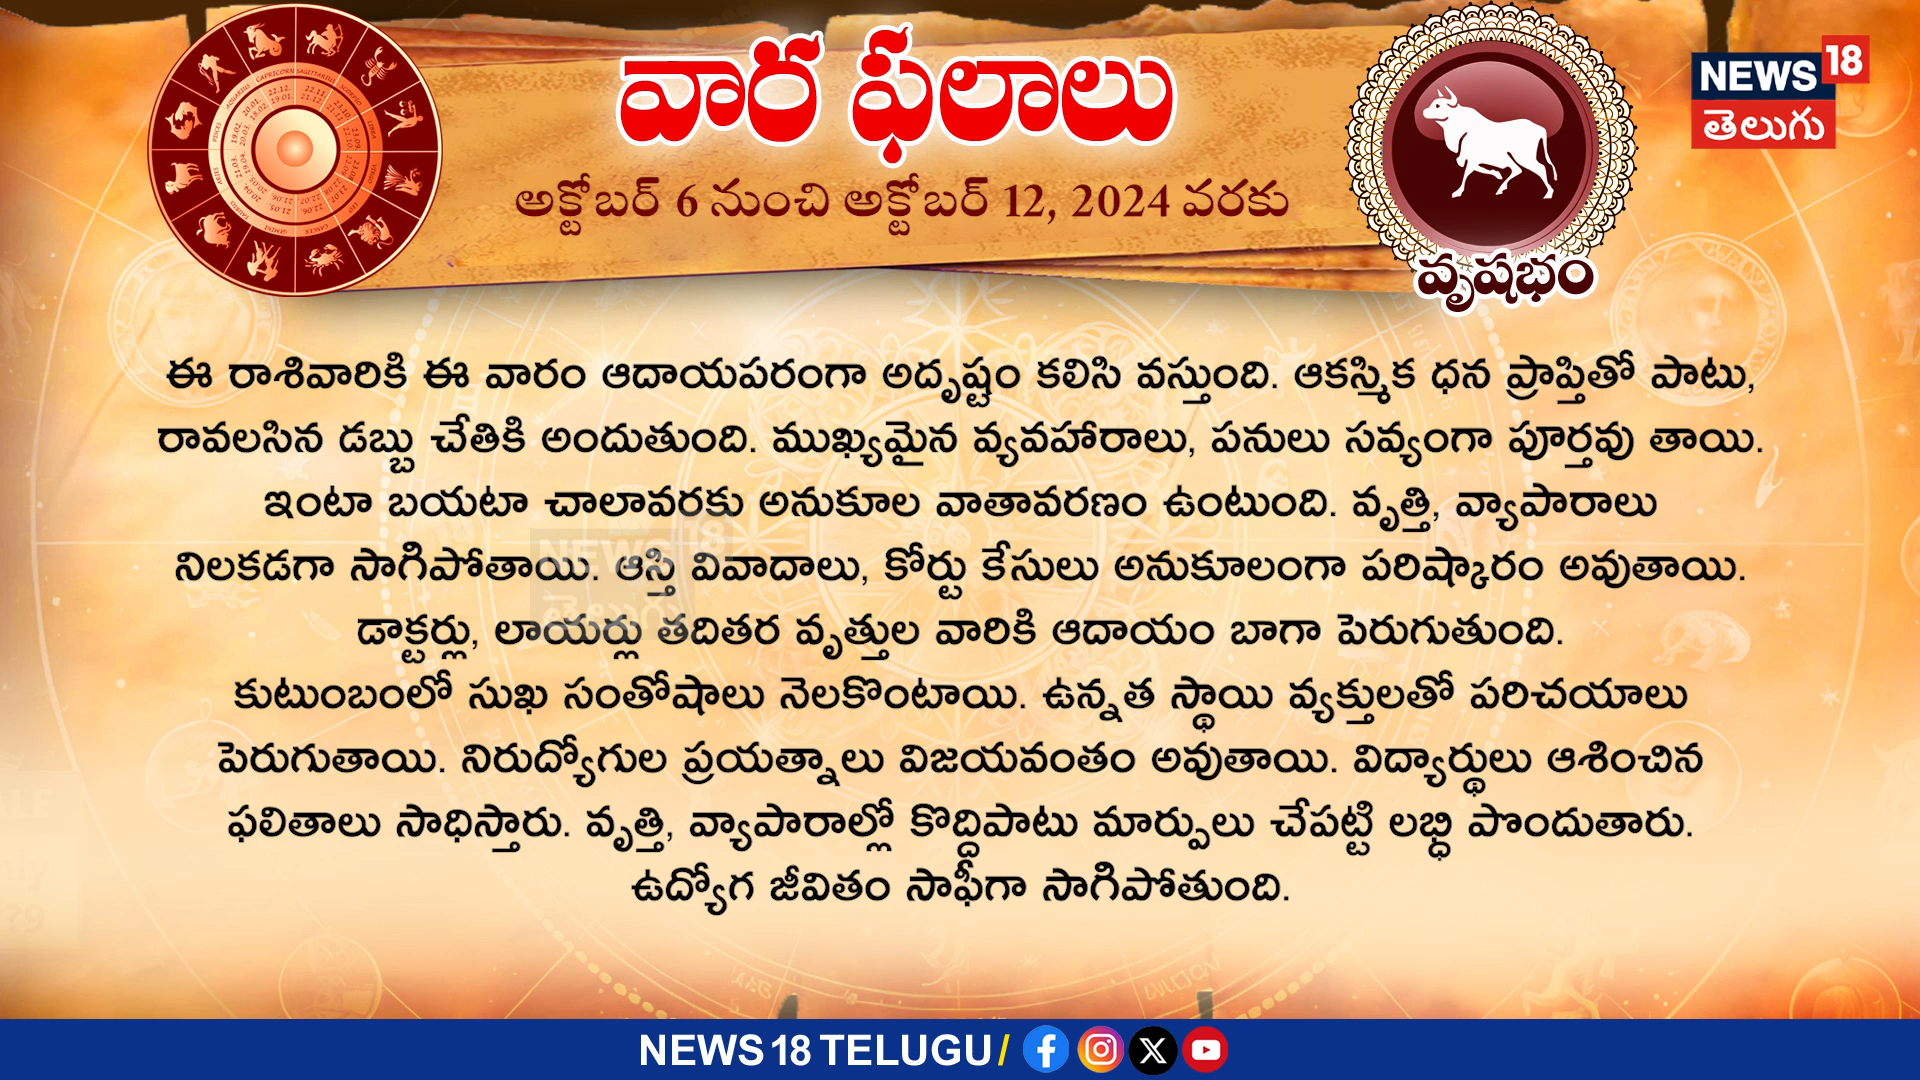 వార ఫలాలు
NEWS 18
తెలుగు
అక్టోబర్ 6 నుంచి అక్టోబర్ 12, 2024 వరకు
వృషభం
ఈ రాశివారికి ఈ వారం ఆదాయపరంగా అదృష్టం కలిసి వస్తుంది. ఆకస్మిక ధన ప్రాప్తితో పాటు,
రావలసిన డబ్బు చేతికి అందుతుంది. ముఖ్యమైన వ్యవహారాలు, పనులు సవ్యంగా పూర్తవు తాయి.
ఇంటా బయటా చాలావరకు అనుకూల వాతావరణం ఉంటుంది. వృత్తి, వ్యాపారాలు
నిలకడగా సాగిపోతాయి. ఆస్తి వివాదాలు, కోర్టు కేసులు అనుకూలంగా పరిష్కారం అవుతాయి.
డాక్టర్లు, లాయర్లు తదితర వృత్తుల వారికి ఆదాయం బాగా పెరుగుతుంది.
కుటుంబంలో సుఖ సంతోషాలు నెలకొంటాయి. ఉన్నత స్థాయి వ్యక్తులతో పరిచయాలు
పెరుగుతాయి. నిరుద్యోగుల ప్రయత్నాలు విజయవంతం అవుతాయి. విద్యార్థులు ఆశించిన
ఫలితాలు సాధిస్తారు. వృత్తి, వ్యాపారాల్లో కొద్దిపాటు మార్పులు చేపట్టి లబ్ధి పొందుతారు.
ఉద్యోగ జీవితం సాఫీగా సాగిపోతుంది.
NEWS 18 TELUGU /